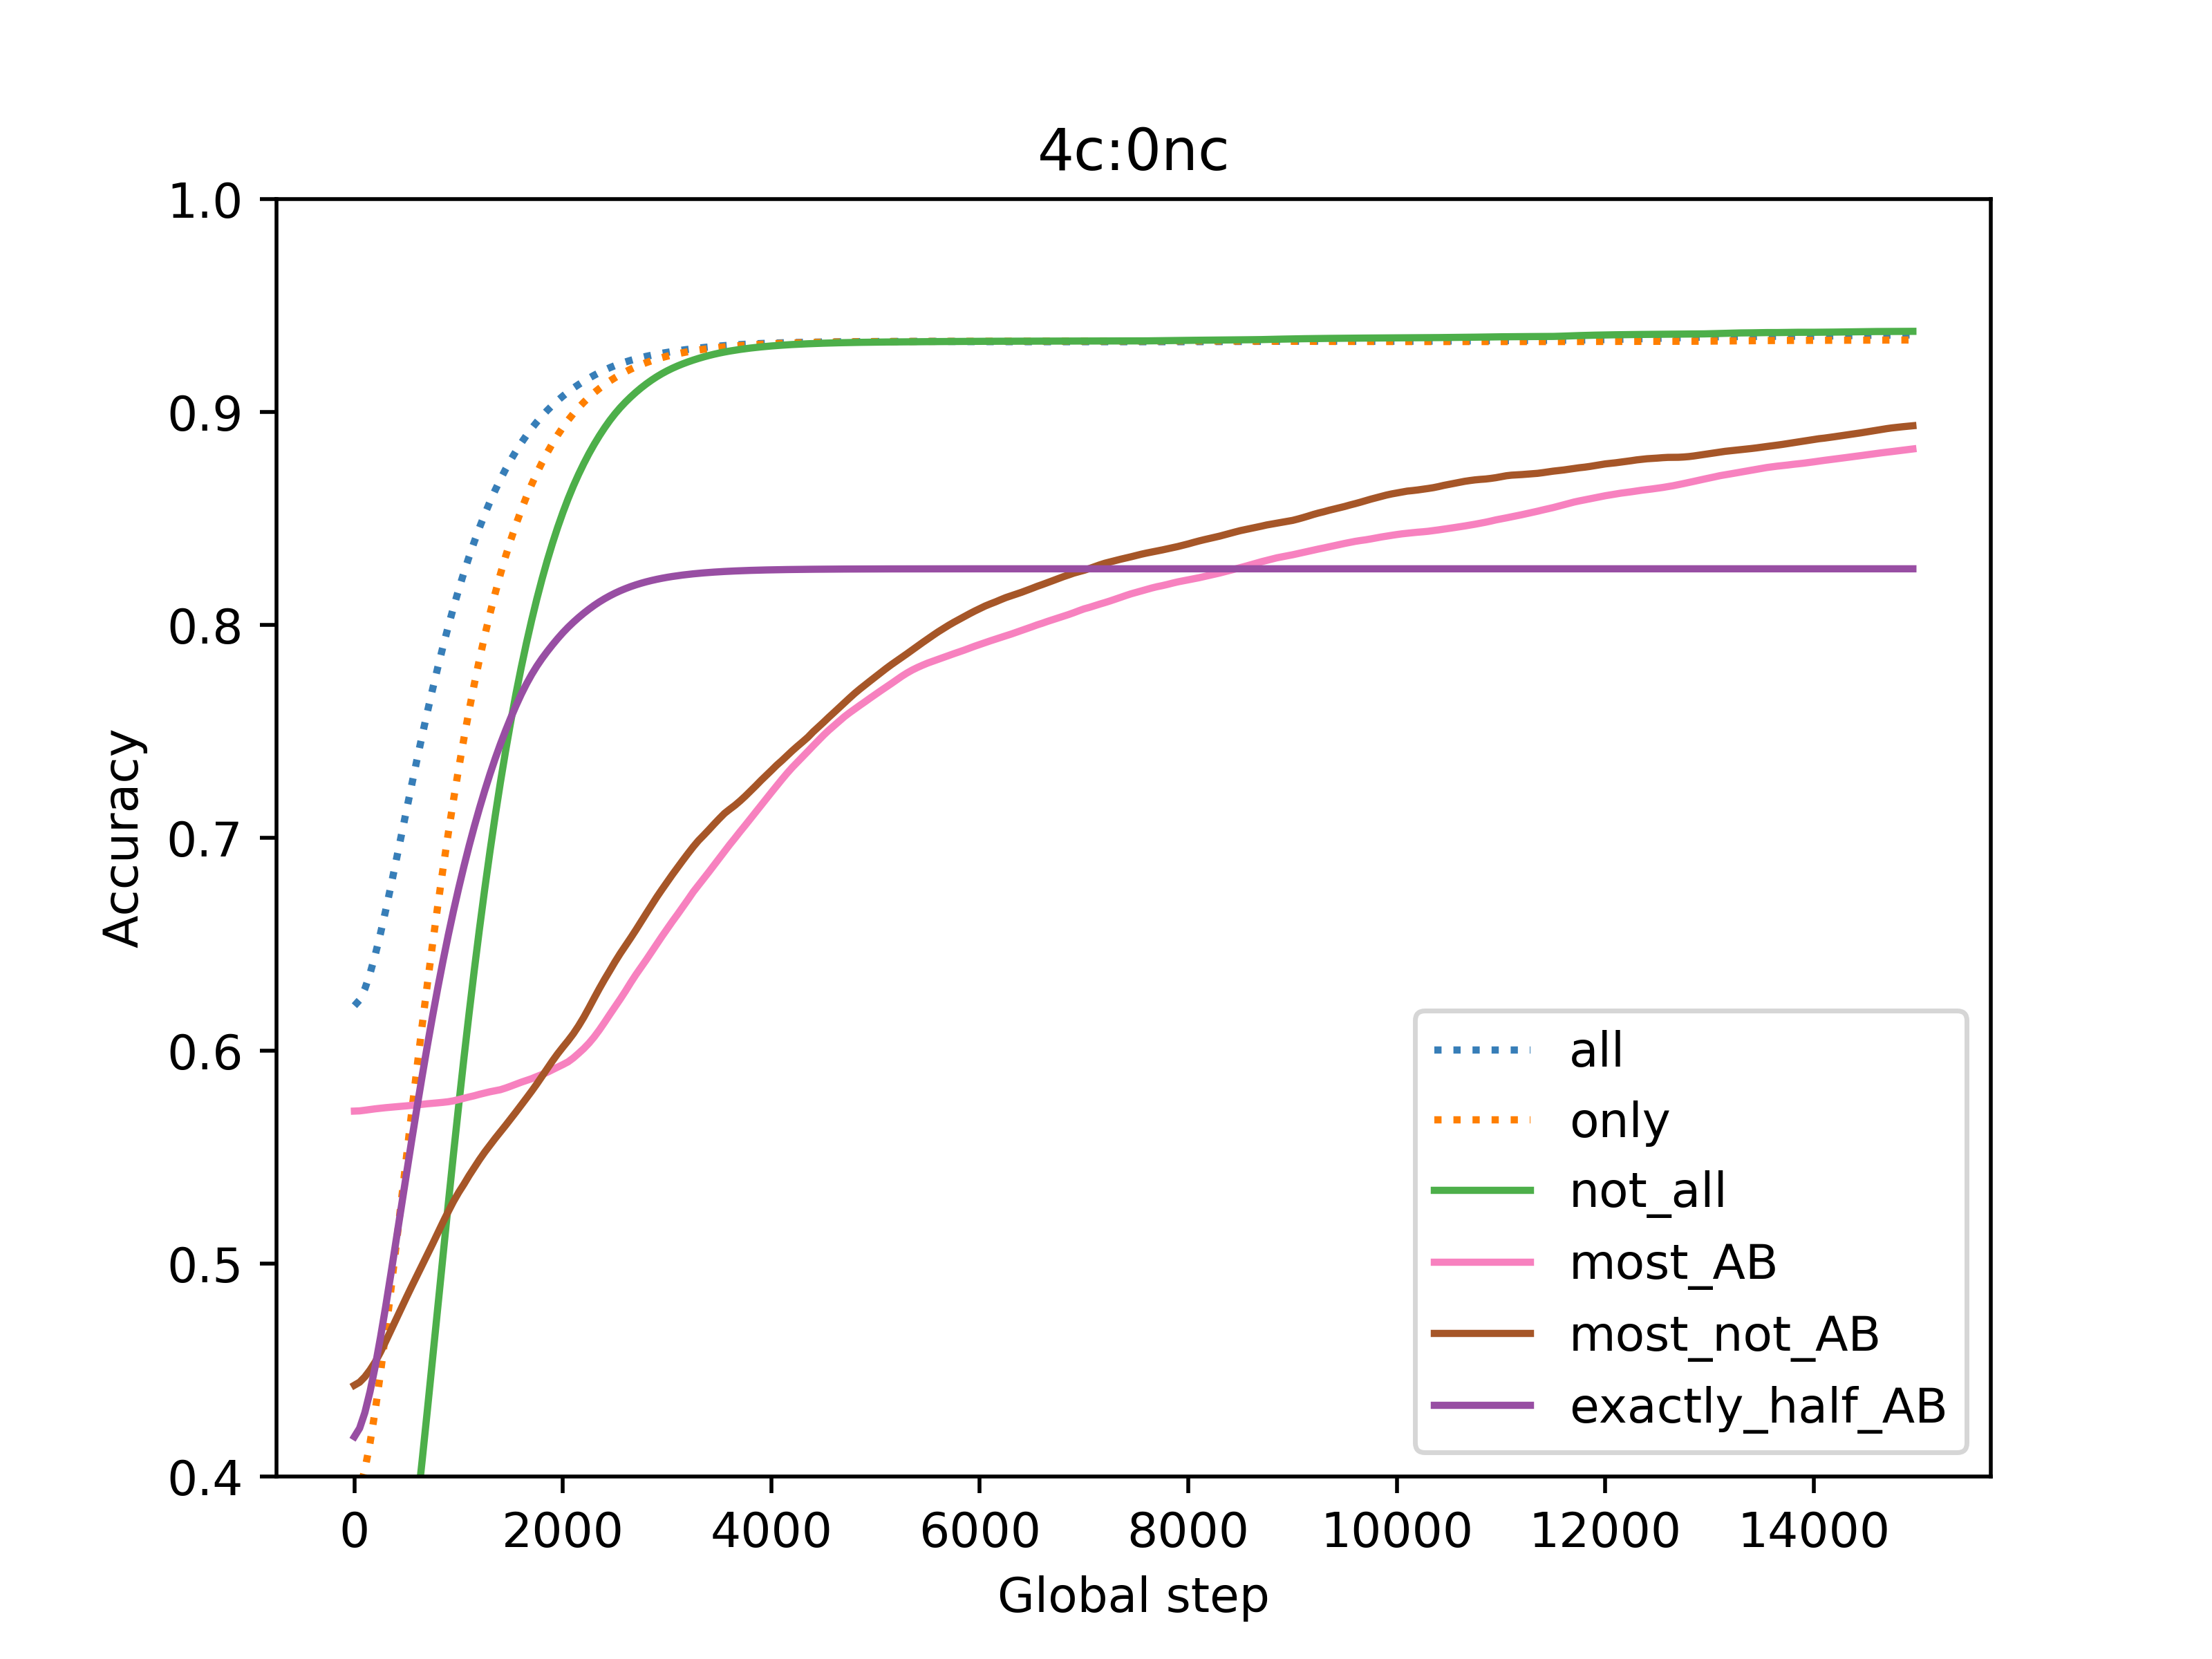 4c:0nc
1.0
0.9
0.8
0.7
0.6
0.5
0.4
Accuracy
all
only
not_all
most_AB
most_not_AB
exactly_half_AB
0 2000 4000 6000 8000 10000 12000 14000
Global step